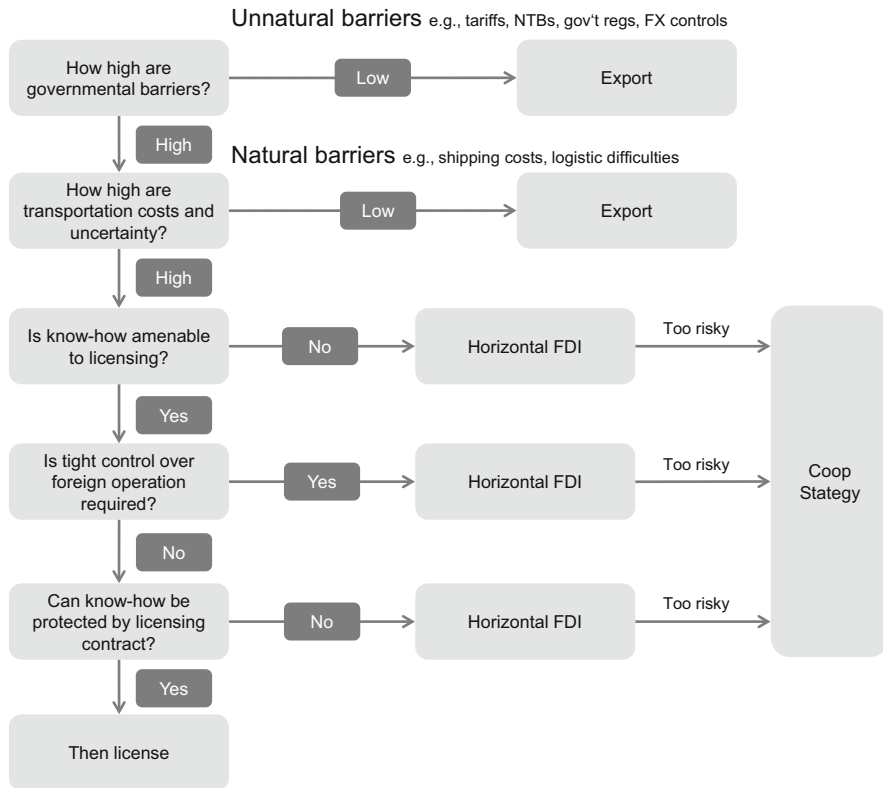 Unnatural barriers e.g., tariffs, NTBs, gov't regs, FX controls
How high are
governmental barriers?
Low
Export
High
Natural barriers e.g., shipping costs, logistic difficulties
How high are
transportation costs and
uncertainty?
Low
Export
High
Is know-how amenable
to licensing?
No
Horizontal FDI
Too risky
Yes
Is tight control over
foreign operation
required?
Yes
Horizontal FDI
Too risky
Coop
Stategy
No
Can know-how be
protected by licensing
contract?
No
Horizontal FDI
Too risky
Yes
Then license